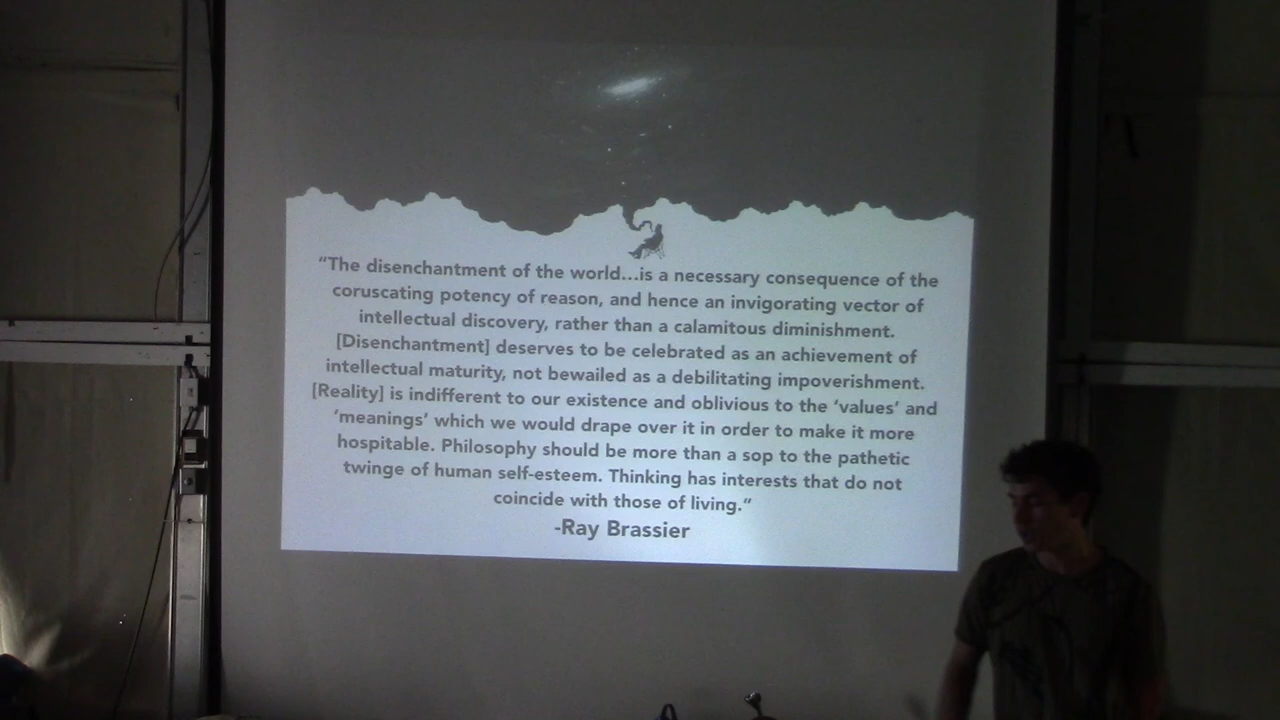 “The disenchantment of the world...is a necessary consequence of the
coruscating potency of reason, and hence an invigorating vector of
intellectual discovery, rather than a calamitous diminishment.
[Disenchantment] deserves to be celebrated as an achievement of
intellectual maturity, not bewailed as a debilitating impoverishment.
[Reality] is indifferent to our existence and oblivious to the ‘values’ and
‘meanings’ which we would drape over it in order to make it more
hospitable. Philosophy should be more than a sop to the pathetic
twinge of human self-esteem. Thinking has interests that do not
coincide with those of living.”
-Ray Brassier